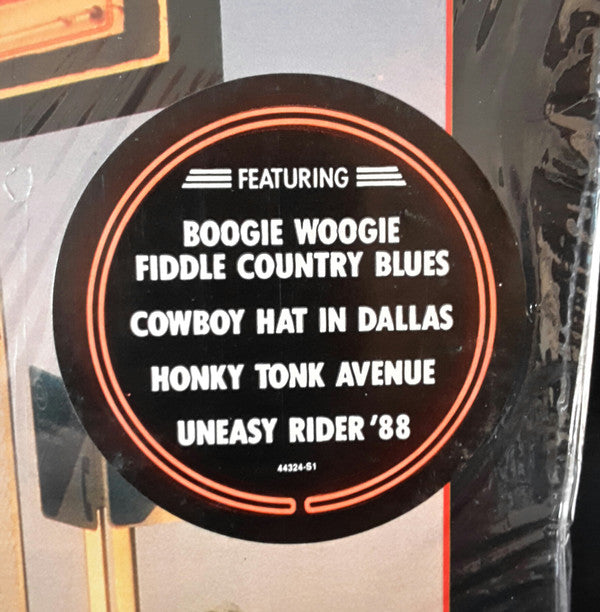 FEATURING
BOOGIE WOOGIE
FIDDLE COUNTRY BLUES
COWBOY HAT IN DALLAS
HONKY TONK AVENUE
UNEASY RIDER '88
44324-S1